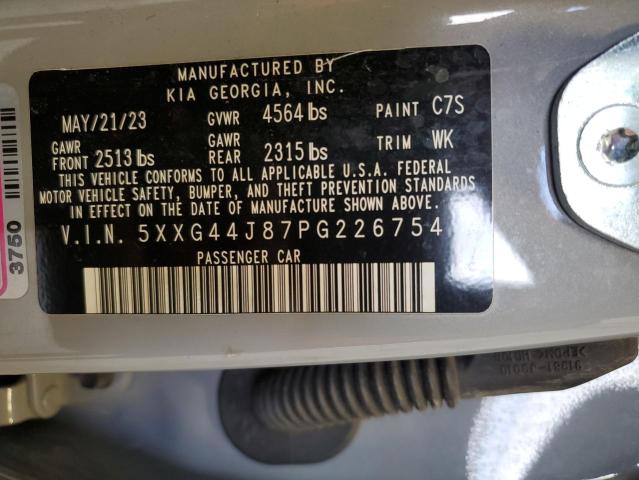 MANUFACTURED BY
KIA GEORGIA, INC.
MAY/21/23 GVWR 4564 lbs PAINT C7S
GAWR FRONT 2513 lbs GAWR REAR 2315 lbs TRIM WK
THIS VEHICLE CONFORMS TO ALL APPLICABLE U.S.A. FEDERAL
MOTOR VEHICLE SAFETY, BUMPER, AND THEFT PREVENTION STANDARDS
IN EFFECT ON THE DATE OF MANUFACTURE SHOWN ABOVE.
V.I.N. 5XXG44J87PG226754
PASSENGER CAR
3750